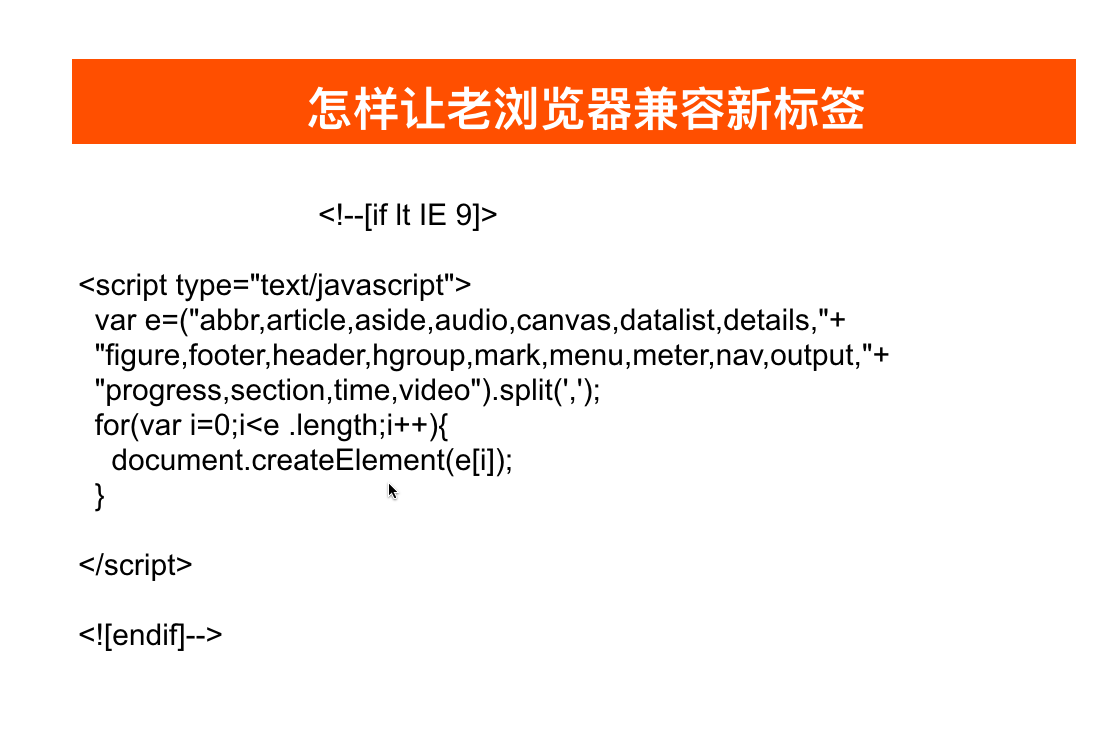 怎样让老浏览器兼容新标签
<!--[if lt IE 9]>
<script type="text/javascript">
var e=("abbr,article,aside,audio,canvas,datalist,details,"+
"figure,footer,header,hgroup,mark,menu,meter,nav,output,"+
"progress,section,time,video").split(',');
for(var i=0;i<e .length;i++){
document.createElement(e[i]);
}
</script>
<![endif]-->